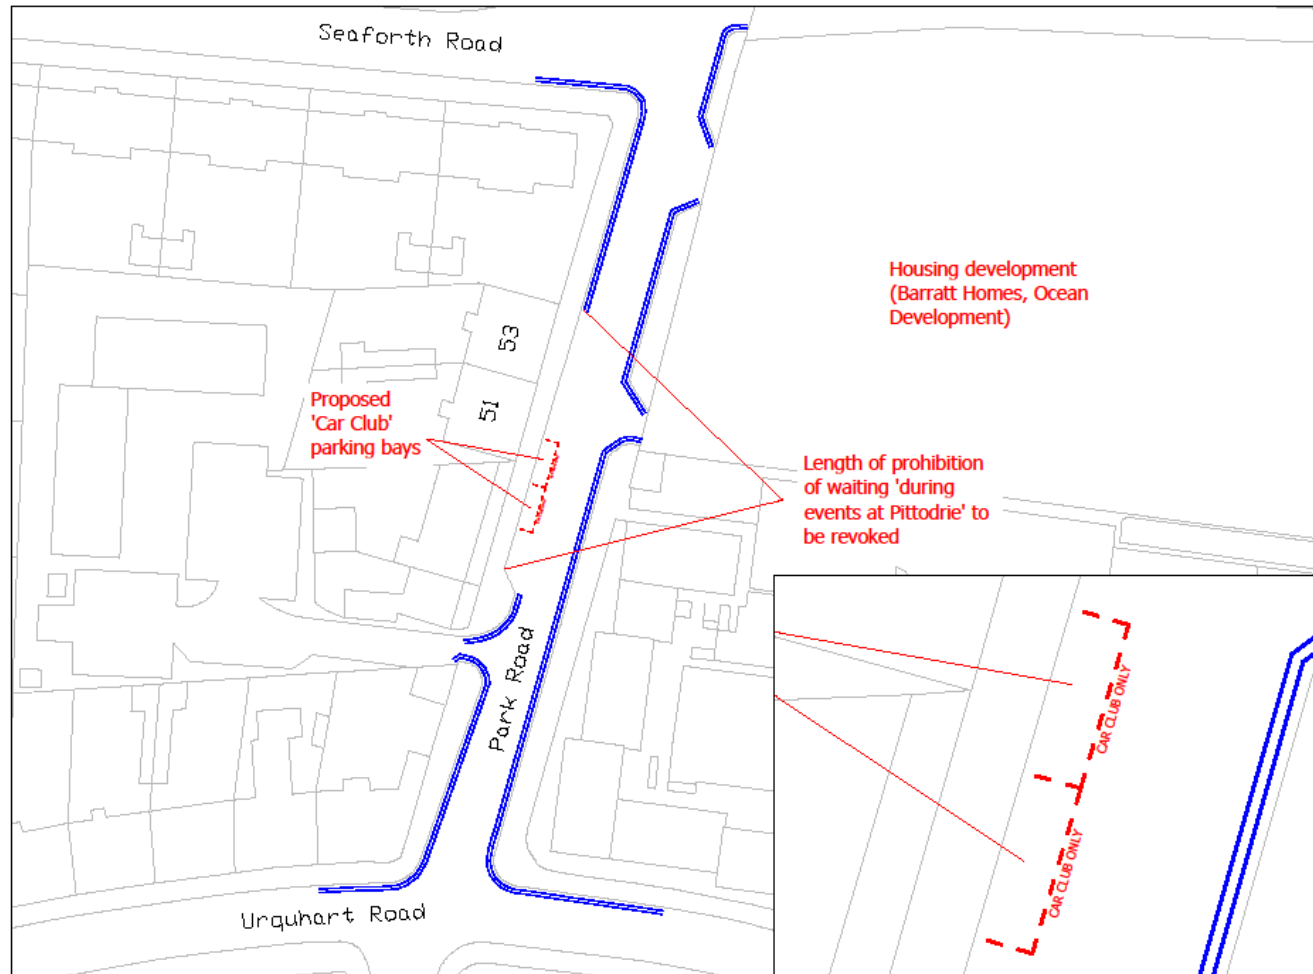 Seaforth Road
Housing development
(Barratt Homes, Ocean
Development)
53
51
Proposed
'Car Club'
parking bays
Length of prohibition
of waiting 'during
events at Pittodrie' to
be revoked
Park Road
Urquhart Road
CAR CLUB ONLY
CAR CLUB ONLY